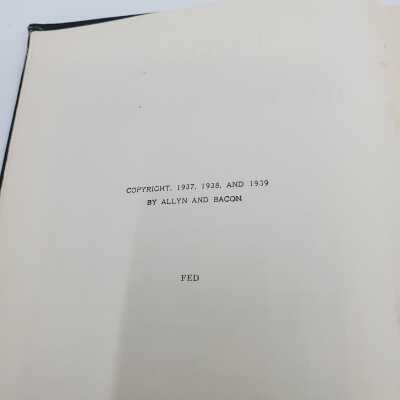 COPYRIGHT, 1937, 1938, AND 1939
BY ALLYN AND BACON
FED